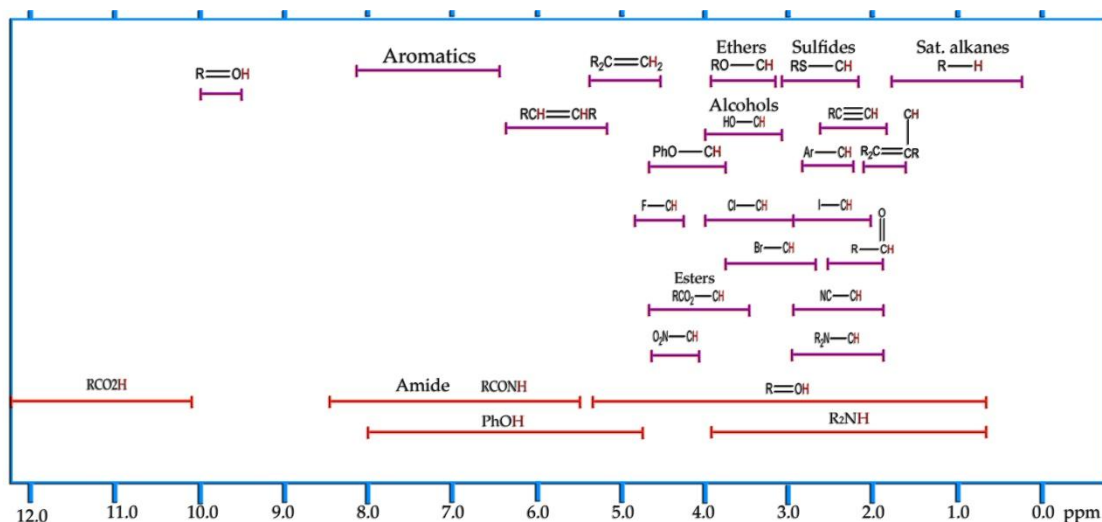 Ethers Sulfides Sat. alkanes
R=OH Aromatics R₂C=CH₂ RO—CH RS—CH R—H
RCH=CHR Alcohols RC≡CH CH
HO—CH
PhO—CH Ar—CH R₂C=CR
F—CH Cl—CH I—CH O
Br—CH R—CH
Esters
RCO₂—CH NC—CH
O₂N—CH R₂N—CH
RCO2H Amide RCONH R=OH
PhOH R₂NH
12.0 11.0 10.0 9.0 8.0 7.0 6.0 5.0 4.0 3.0 2.0 1.0 0.0 ppm